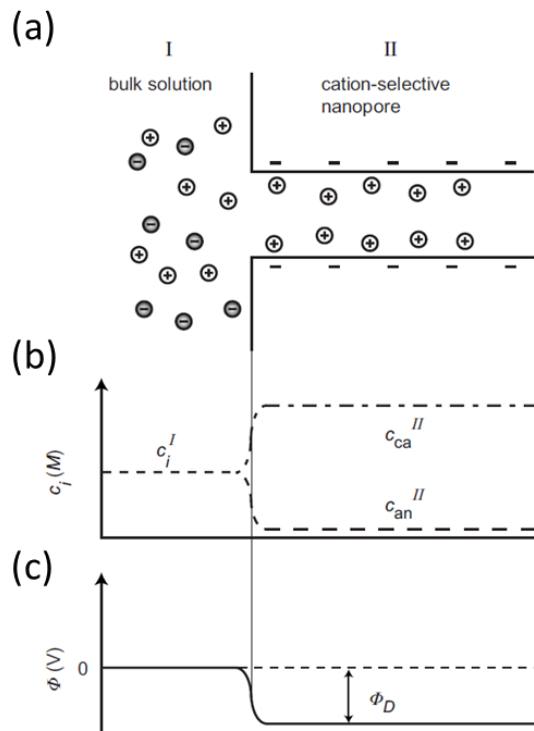 (a)
I II
bulk solution cation-selective
nanopore
(b)
c_i (M)
c_i^I
c_ca^II
c_an^II
(c)
Φ (V)
0
Φ_D